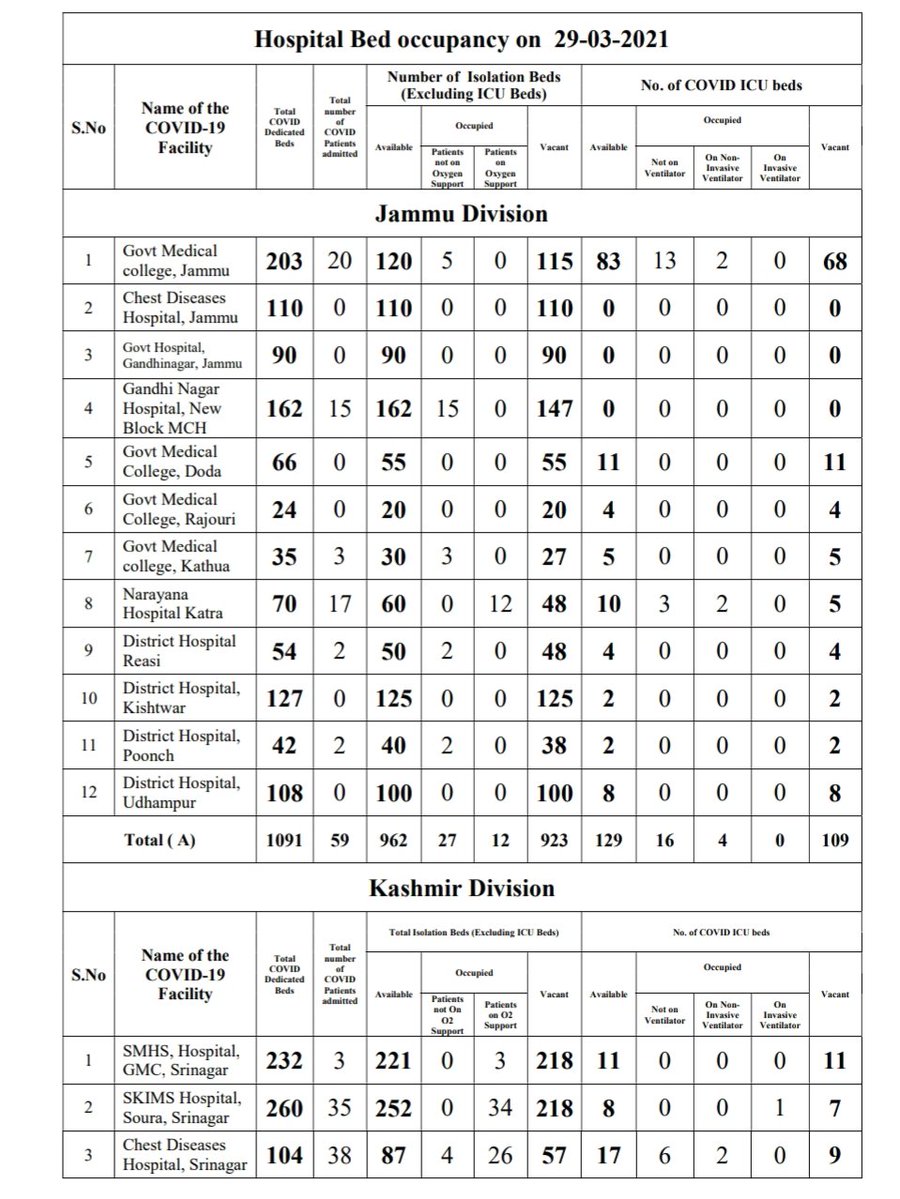 Hospital Bed occupancy on 29-03-2021
S.No
Name of the
COVID-19
Facility
Total
COVID
Dedicated
Beds
Total
number
of
COVID
Patients
admitted
Number of Isolation Beds
(Excluding ICU Beds)
No. of COVID ICU beds
Available
Occupied
Patients
not on
Oxygen
Support
Patients
on
Oxygen
Support
Vacant
Available
Occupied
Not on
Ventilator
On Non-
Invasive
Ventilator
On
Invasive
Ventilator
Vacant
Jammu Division
1 Govt Medical
college, Jammu 203 20 120 5 0 115 83 13 2 0 68
2 Chest Diseases
Hospital, Jammu 110 0 110 0 0 110 0 0 0 0 0
3 Govt Hospital,
Gandhinagar, Jammu 90 0 90 0 0 90 0 0 0 0 0
4 Gandhi Nagar
Hospital, New
Block MCH 162 15 162 15 0 147 0 0 0 0 0
5 Govt Medical
College, Doda 66 0 55 0 0 55 11 0 0 0 11
6 Govt Medical
College, Rajouri 24 0 20 0 0 20 4 0 0 0 4
7 Govt Medical
college, Kathua 35 3 30 3 0 27 5 0 0 0 5
8 Narayana
Hospital Katra 70 17 60 0 12 48 10 3 2 0 5
9 District Hospital
Reasi 54 2 50 2 0 48 4 0 0 0 4
10 District Hospital,
Kishtwar 127 0 125 0 0 125 2 0 0 0 2
11 District Hospital,
Poonch 42 2 40 2 0 38 2 0 0 0 2
12 District Hospital,
Udhampur 108 0 100 0 0 100 8 0 0 0 8
Total ( A) 1091 59 962 27 12 923 129 16 4 0 109
Kashmir Division
S.No
Name of the
COVID-19
Facility
Total
COVID
Dedicated
Beds
Total
number
of
COVID
Patients
admitted
Total Isolation Beds (Excluding ICU Beds)
No. of COVID ICU beds
Available
Occupied
Patients
not On
O2
Support
Patients
on O2
Support
Vacant
Available
Occupied
Not on
Ventilator
On Non-
Invasive
Ventilator
On
Invasive
Ventilator
Vacant
1 SMHS, Hospital,
GMC, Srinagar 232 3 221 0 3 218 11 0 0 0 11
2 SKIMS Hospital,
Soura, Srinagar 260 35 252 0 34 218 8 0 0 1 7
3 Chest Diseases
Hospital, Srinagar 104 38 87 4 26 57 17 6 2 0 9